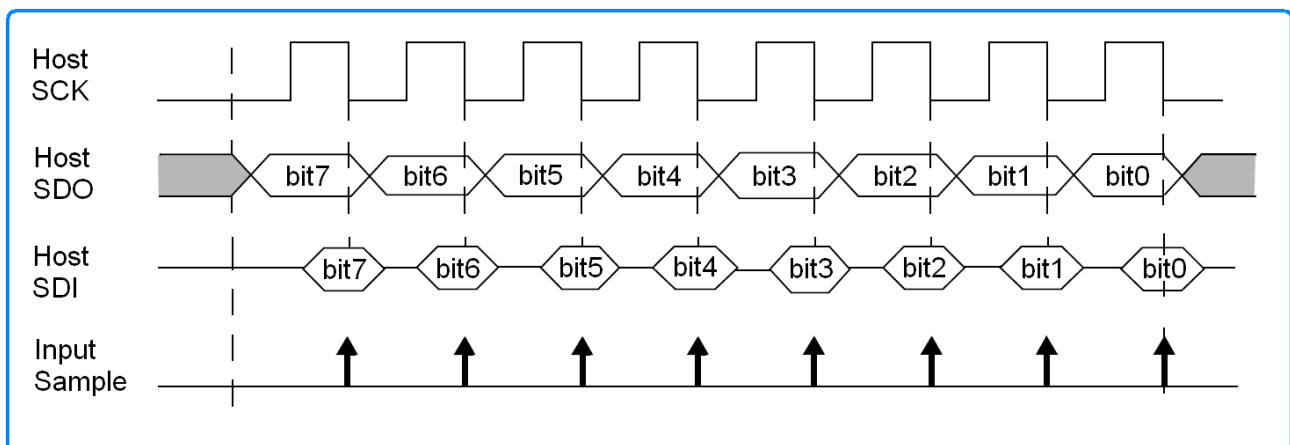 Host
SCK
Host
SDO
bit7 bit6 bit5 bit4 bit3 bit2 bit1 bit0
Host
SDI
bit7 bit6 bit5 bit4 bit3 bit2 bit1 bit0
Input
Sample